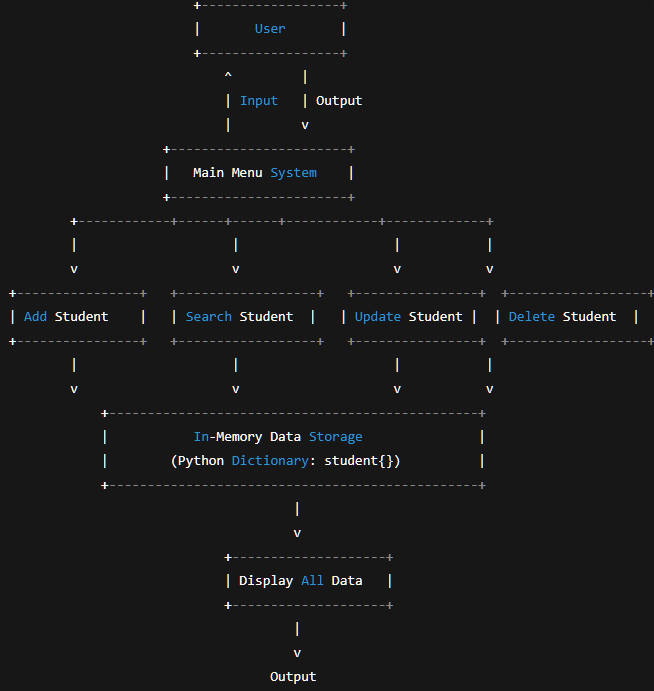 User
^ |
| Input | Output
| v
Main Menu System
v v v v
Add Student | Search Student | Update Student | Delete Student
v v v v
In-Memory Data Storage
(Python Dictionary: student{})
v
Display All Data
v
Output